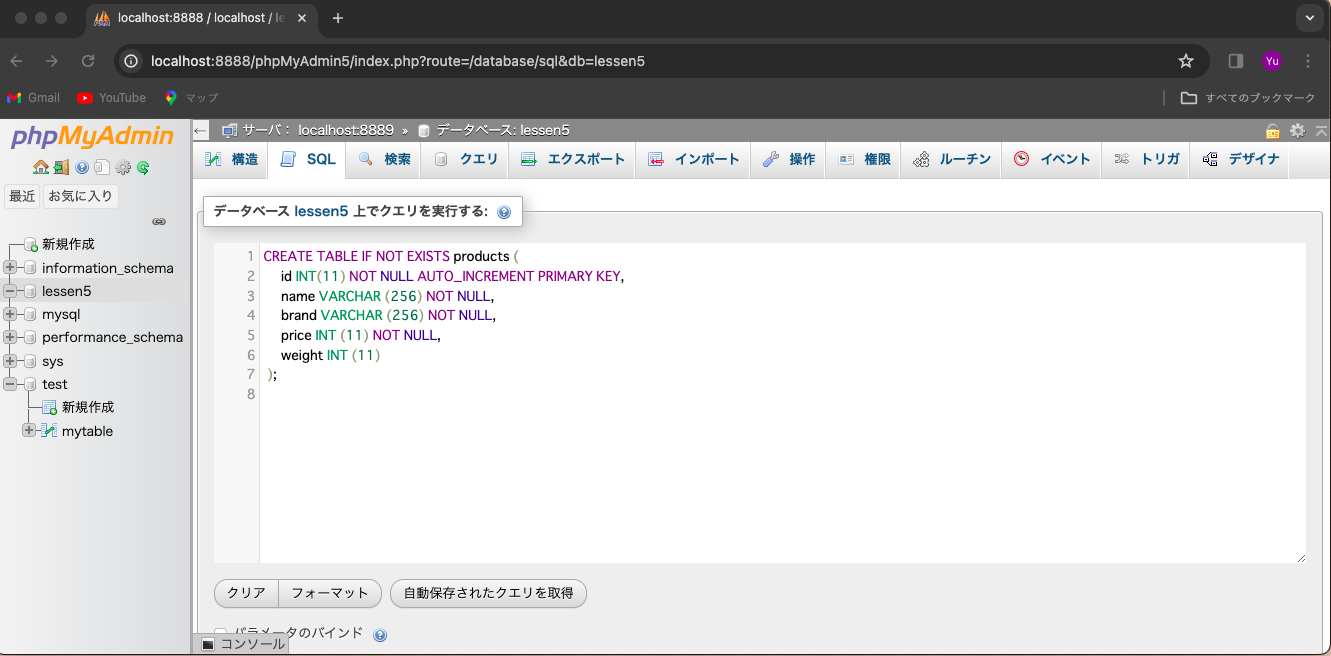 localhost:8888 / localhost / le
localhost:8888/phpMyAdmin5/index.php?route=/database/sql&db=lessen5
Yu
Gmail YouTube マップ すべてのブックマーク
phpMyAdmin
最近 お気に入り
新規作成
information_schema
lessen5
mysql
performance_schema
sys
test
新規作成
mytable
サーバ: localhost:8889 » データベース: lessen5
構造 SQL 検索 クエリ エクスポート インポート 操作 権限 ルーチン イベント トリガ デザイナ
データベース lessen5 上でクエリを実行する:
1 CREATE TABLE IF NOT EXISTS products (
2 id INT(11) NOT NULL AUTO_INCREMENT PRIMARY KEY,
3 name VARCHAR (256) NOT NULL,
4 brand VARCHAR (256) NOT NULL,
5 price INT (11) NOT NULL,
6 weight INT (11)
7 );
8
クリア フォーマット 自動保存されたクエリを取得
パラメータのバインド
コンソール